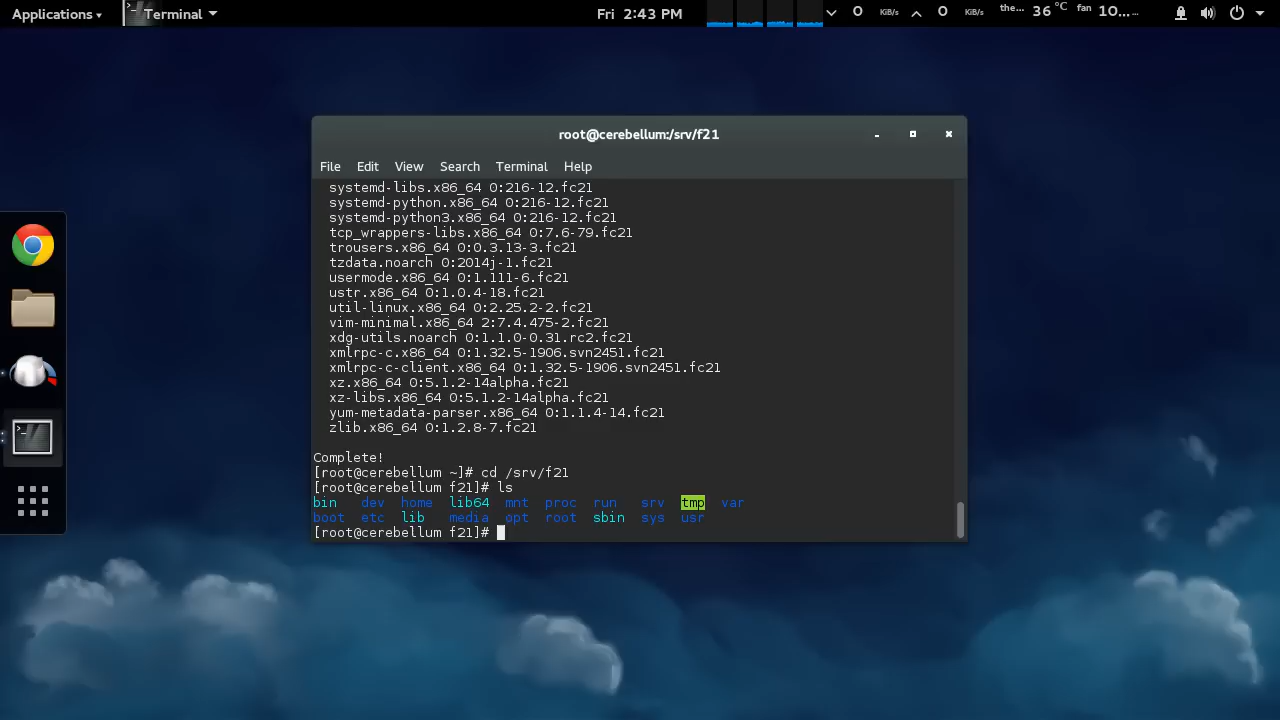 Applications Terminal Fri 2:43 PM 0 KiB/s 0 KiB/s the... 36 °C fan 10...
root@cerebellum:/srv/f21
File Edit View Search Terminal Help
systemd-libs.x86_64 0:216-12.fc21
systemd-python.x86_64 0:216-12.fc21
systemd-python3.x86_64 0:216-12.fc21
tcp_wrappers-libs.x86_64 0:7.6-79.fc21
trousers.x86_64 0:0.3.13-3.fc21
tzdata.noarch 0:2014j-1.fc21
usermode.x86_64 0:1.111-6.fc21
ustr.x86_64 0:1.0.4-18.fc21
util-linux.x86_64 0:2.25.2-2.fc21
vim-minimal.x86_64 2:7.4.475-2.fc21
xdg-utils.noarch 0:1.1.0-0.31.rc2.fc21
xmlrpc-c.x86_64 0:1.32.5-1906.svn2451.fc21
xmlrpc-c-client.x86_64 0:1.32.5-1906.svn2451.fc21
xz.x86_64 0:5.1.2-14alpha.fc21
xz-libs.x86_64 0:5.1.2-14alpha.fc21
yum-metadata-parser.x86_64 0:1.1.4-14.fc21
zlib.x86_64 0:1.2.8-7.fc21
Complete!
[root@cerebellum ~]# cd /srv/f21
[root@cerebellum f21]# ls
bin dev home lib64 mnt proc run srv tmp var
boot etc lib media opt root sbin sys usr
[root@cerebellum f21]#